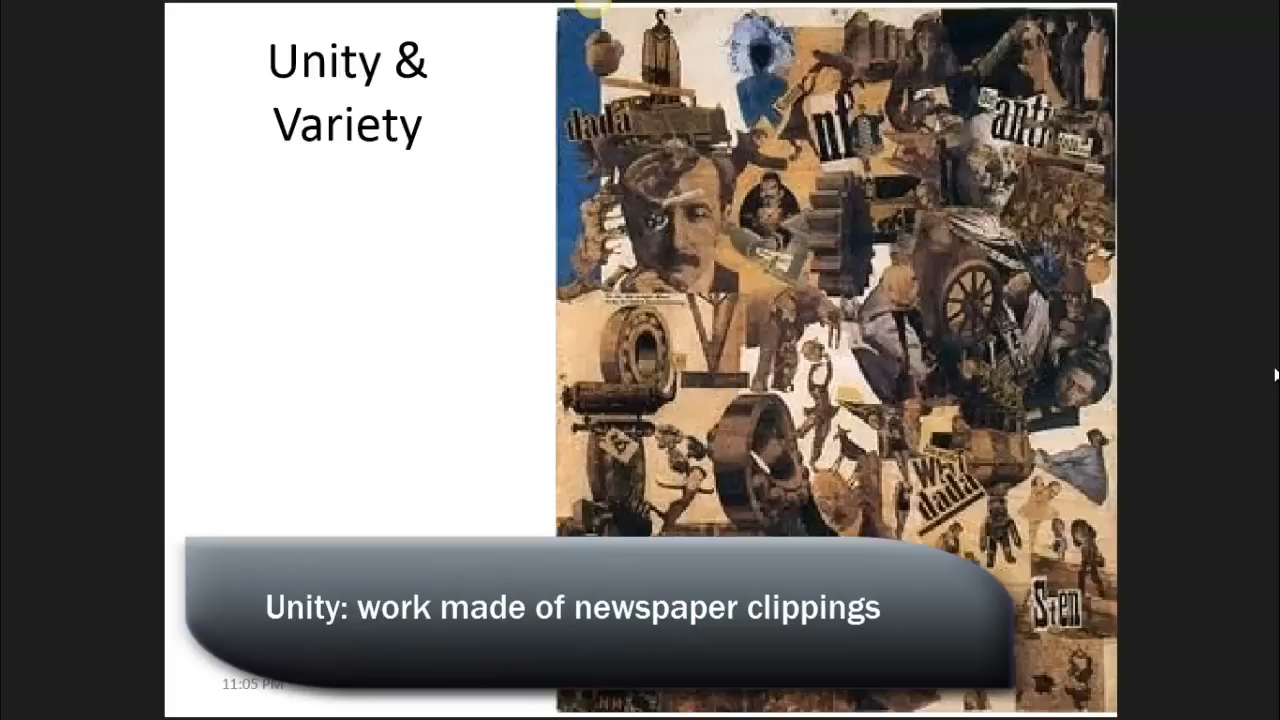 Unity &
Variety
dada
anti
dada
Unity: work made of newspaper clippings
11:05 PM